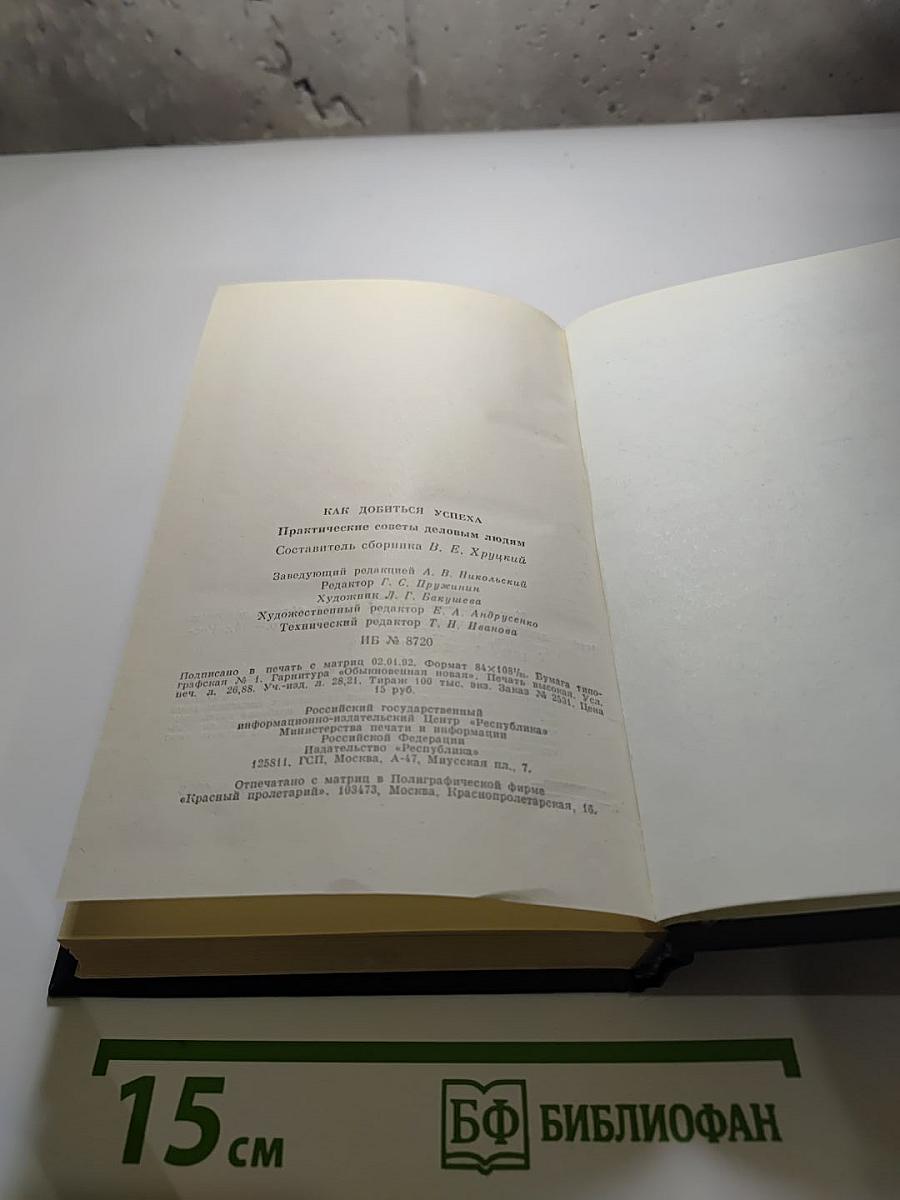 КАК ДОБИТЬСЯ УСПЕХА
Практические советы деловым людям
Составитель сборника В. Е. Хруцкий
Заведующий редакцией А. В. Никольский
Редактор Г. С. Пружинин
Художник Л. Г. Бакушева
Художественный редактор Е. А. Андрусенко
Технический редактор Т. Н. Иванова
ИБ № 8720
Подписано в печать с матриц 02.01.92. Формат 84×108¹/₃₂. Бумага типо-
графская № 1. Гарнитура «Обыкновенная новая». Печать высокая. Усл.
печ. л. 26,88. Уч.-изд. л. 28,21. Тираж 100 тыс. экз. Заказ № 2531. Цена
15 руб.
Российский государственный
информационно-издательский Центр «Республика»
Министерства печати и информации
Российской Федерации
Издательство «Республика»
125811, ГСП, Москва, А-47, Миусская пл., 7.
Отпечатано с матриц в Полиграфической фирме
«Красный пролетарий». 103473, Москва, Краснопролетарская, 16.
15 см
БФ БИБЛИОФАН